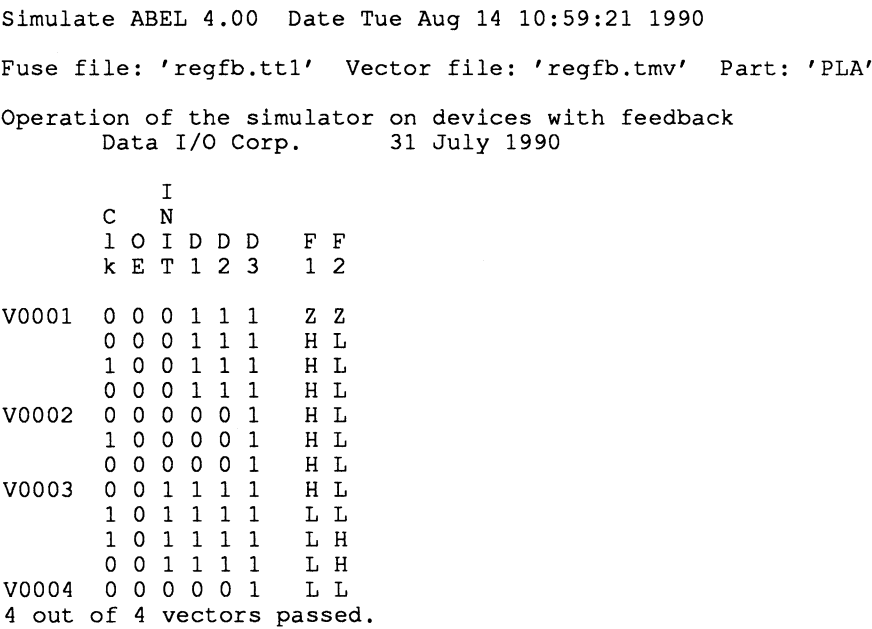 Simulate ABEL 4.00  Date Tue Aug 14 10:59:21 1990
Fuse file: 'regfb.tt1'  Vector file: 'regfb.tmv'  Part: 'PLA'
Operation of the simulator on devices with feedback
       Data I/O Corp.      31 July 1990
           I
       C   N
       l O I D D D   F F
       k E T 1 2 3   1 2
V0001  0 0 0 1 1 1   Z Z
       0 0 0 1 1 1   H L
       1 0 0 1 1 1   H L
       0 0 0 1 1 1   H L
V0002  0 0 0 0 0 1   H L
       1 0 0 0 0 1   H L
       0 0 0 0 0 1   H L
V0003  0 0 1 1 1 1   H L
       1 0 1 1 1 1   L L
       1 0 1 1 1 1   L H
       0 0 1 1 1 1   L H
V0004  0 0 0 0 0 1   L L
4 out of 4 vectors passed.